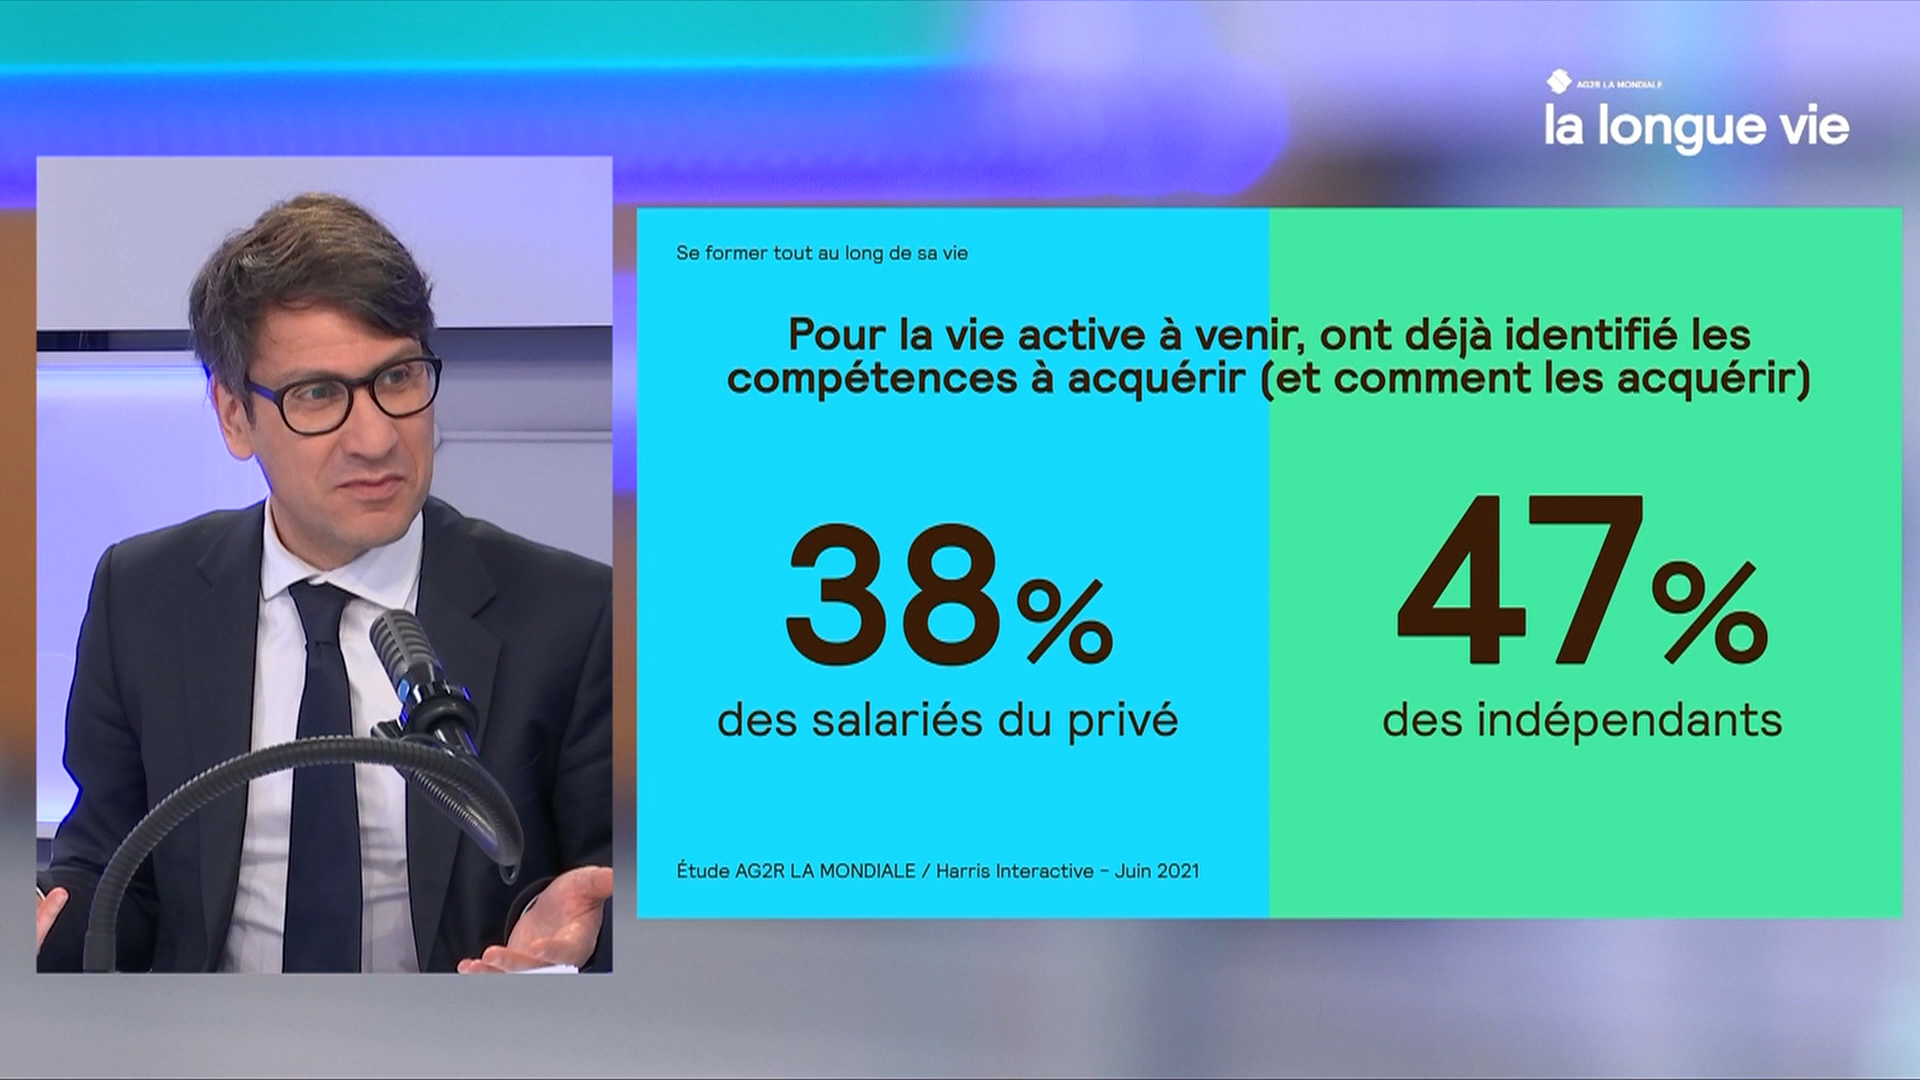 AG2R LA MONDIALE
la longue vie
Se former tout au long de sa vie
Pour la vie active à venir, ont déjà identifié les
compétences à acquérir (et comment les acquérir)
38%
des salariés du privé
47%
des indépendants
Étude AG2R LA MONDIALE / Harris Interactive – Juin 2021